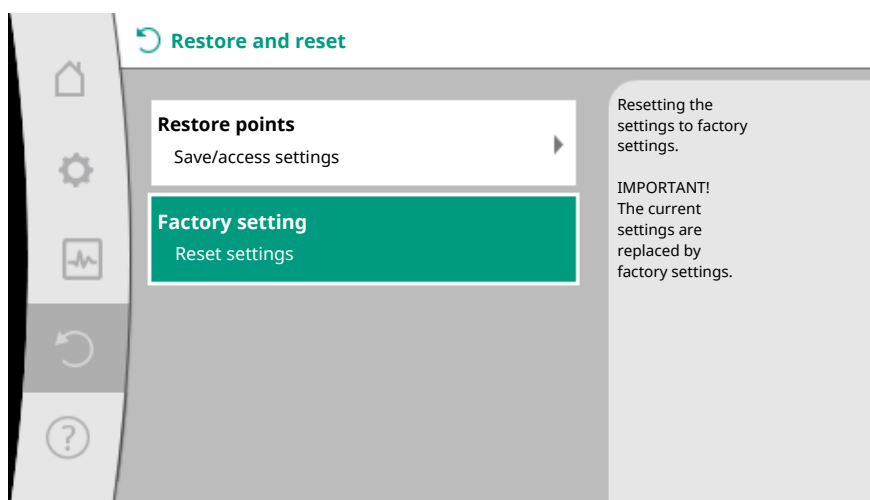 Restore and reset
Restore points
Save/access settings
Factory setting
Reset settings
Resetting the
settings to factory
settings.
IMPORTANT!
The current
settings are
replaced by
factory settings.
?